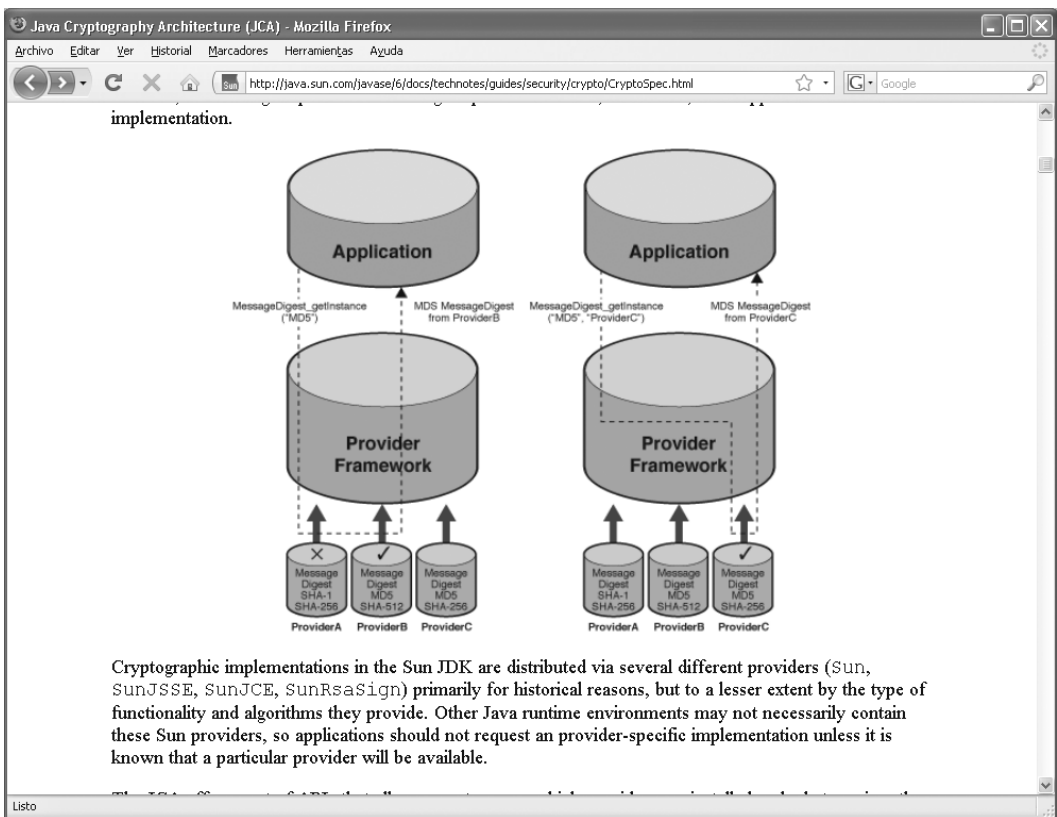 Java Cryptography Architecture (JCA) - Mozilla Firefox
Archivo Editar Ver Historial Marcadores Herramientas Ayuda
Sun http://java.sun.com/javase/6/docs/technotes/guides/security/crypto/CryptoSpec.html G Google
implementation.
Application Application
MessageDigest_getInstance
("MD5")
MDS MessageDigest
from ProviderB
MessageDigest_getInstance
("MD5", "ProviderC")
MDS MessageDigest
from ProviderC
Provider
Framework
Provider
Framework
Message
Digest
SHA-1
SHA-256
ProviderA
Message
Digest
MD5
SHA-512
ProviderB
Message
Digest
MD5
SHA-256
ProviderC
Message
Digest
SHA-1
SHA-256
ProviderA
Message
Digest
MD5
SHA-512
ProviderB
Message
Digest
MD5
SHA-256
ProviderC
Cryptographic implementations in the Sun JDK are distributed via several different providers (Sun,
SunJSSE, SunJCE, SunRsaSign) primarily for historical reasons, but to a lesser extent by the type of
functionality and algorithms they provide. Other Java runtime environments may not necessarily contain
these Sun providers, so applications should not request an provider-specific implementation unless it is
known that a particular provider will be available.
Listo